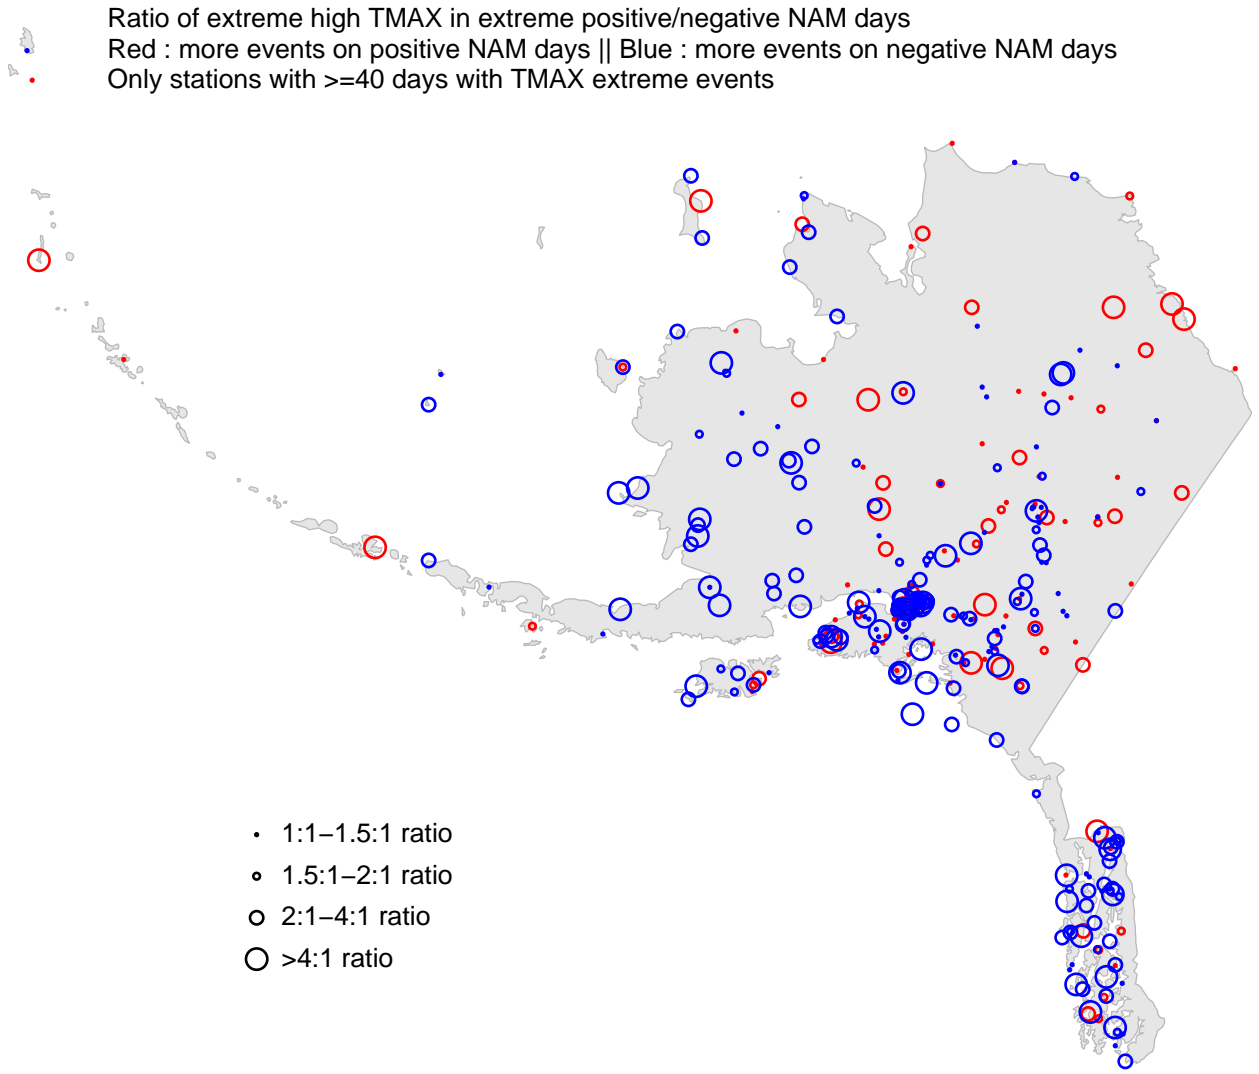 Ratio of extreme high TMAX in extreme positive/negative NAM days
Red : more events on positive NAM days || Blue : more events on negative NAM days
Only stations with >=40 days with TMAX extreme events
1:1−1.5:1 ratio
1.5:1−2:1 ratio
2:1−4:1 ratio
>4:1 ratio